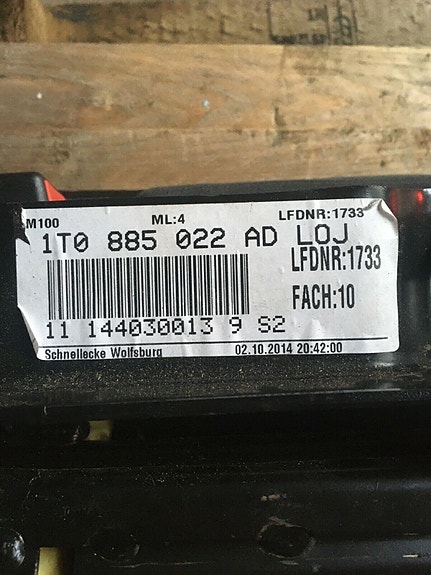 M100 ML:4 LFDNR:1733
1T0 885 022 AD LOJ
LFDNR:1733
FACH:10
11 144030013 9 S2
Schnellecke Wolfsburg 02.10.2014 20:42:00